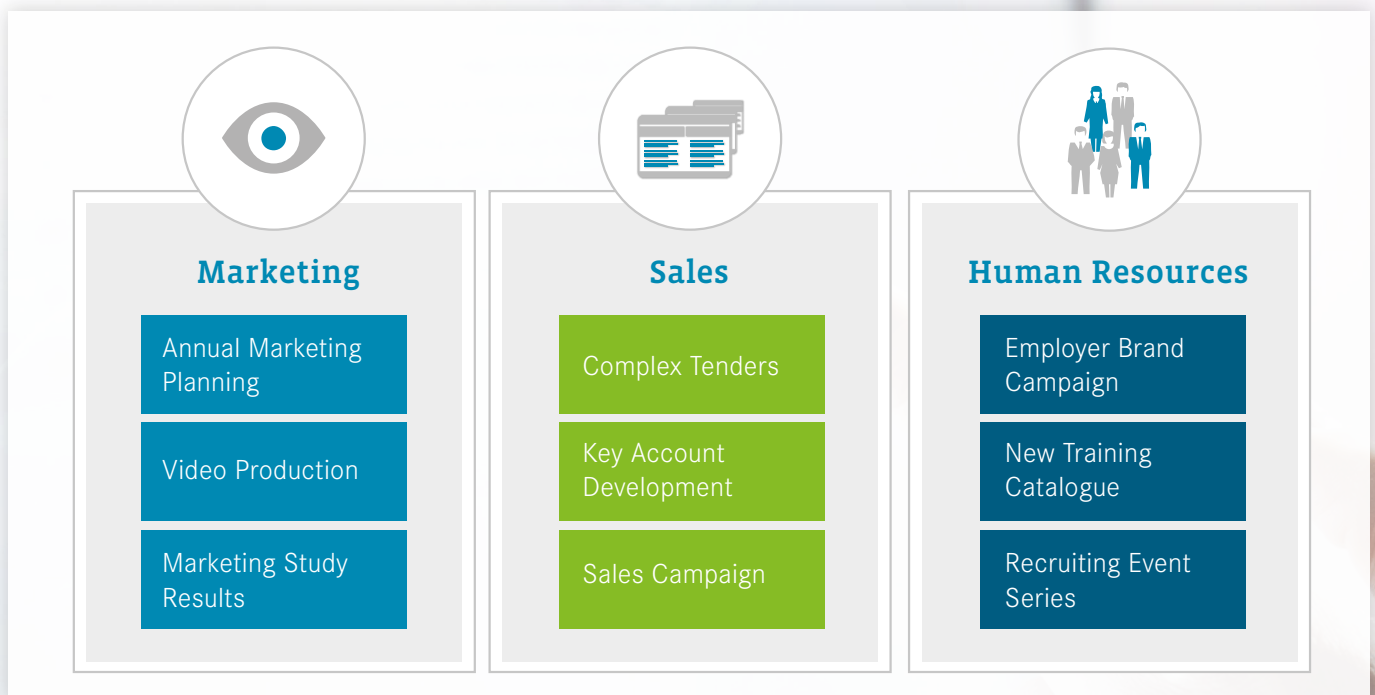 Marketing
Annual Marketing
Planning
Video Production
Marketing Study
Results
Sales
Complex Tenders
Key Account
Development
Sales Campaign
Human Resources
Employer Brand
Campaign
New Training
Catalogue
Recruiting Event
Series